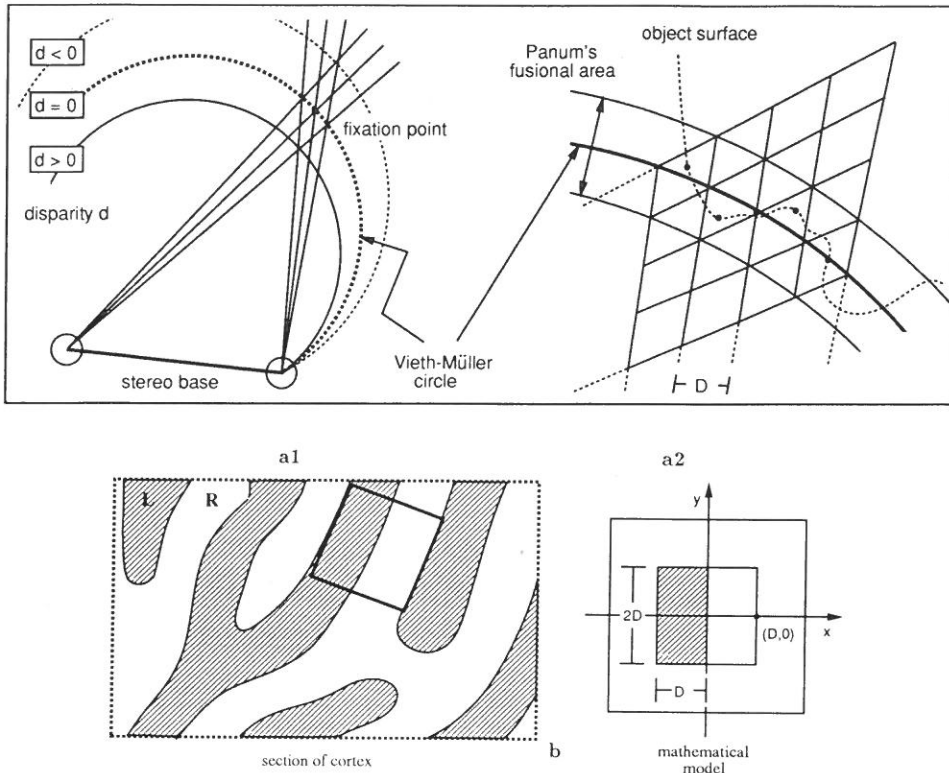 d < 0
d = 0
d > 0
disparity d
fixation point
stereo base
Vieth-Müller
circle
Panum's
fusional area
object surface
D
a1
a2
L
R
section of cortex
b
y
x
2D
(D,0)
D
mathematical
model